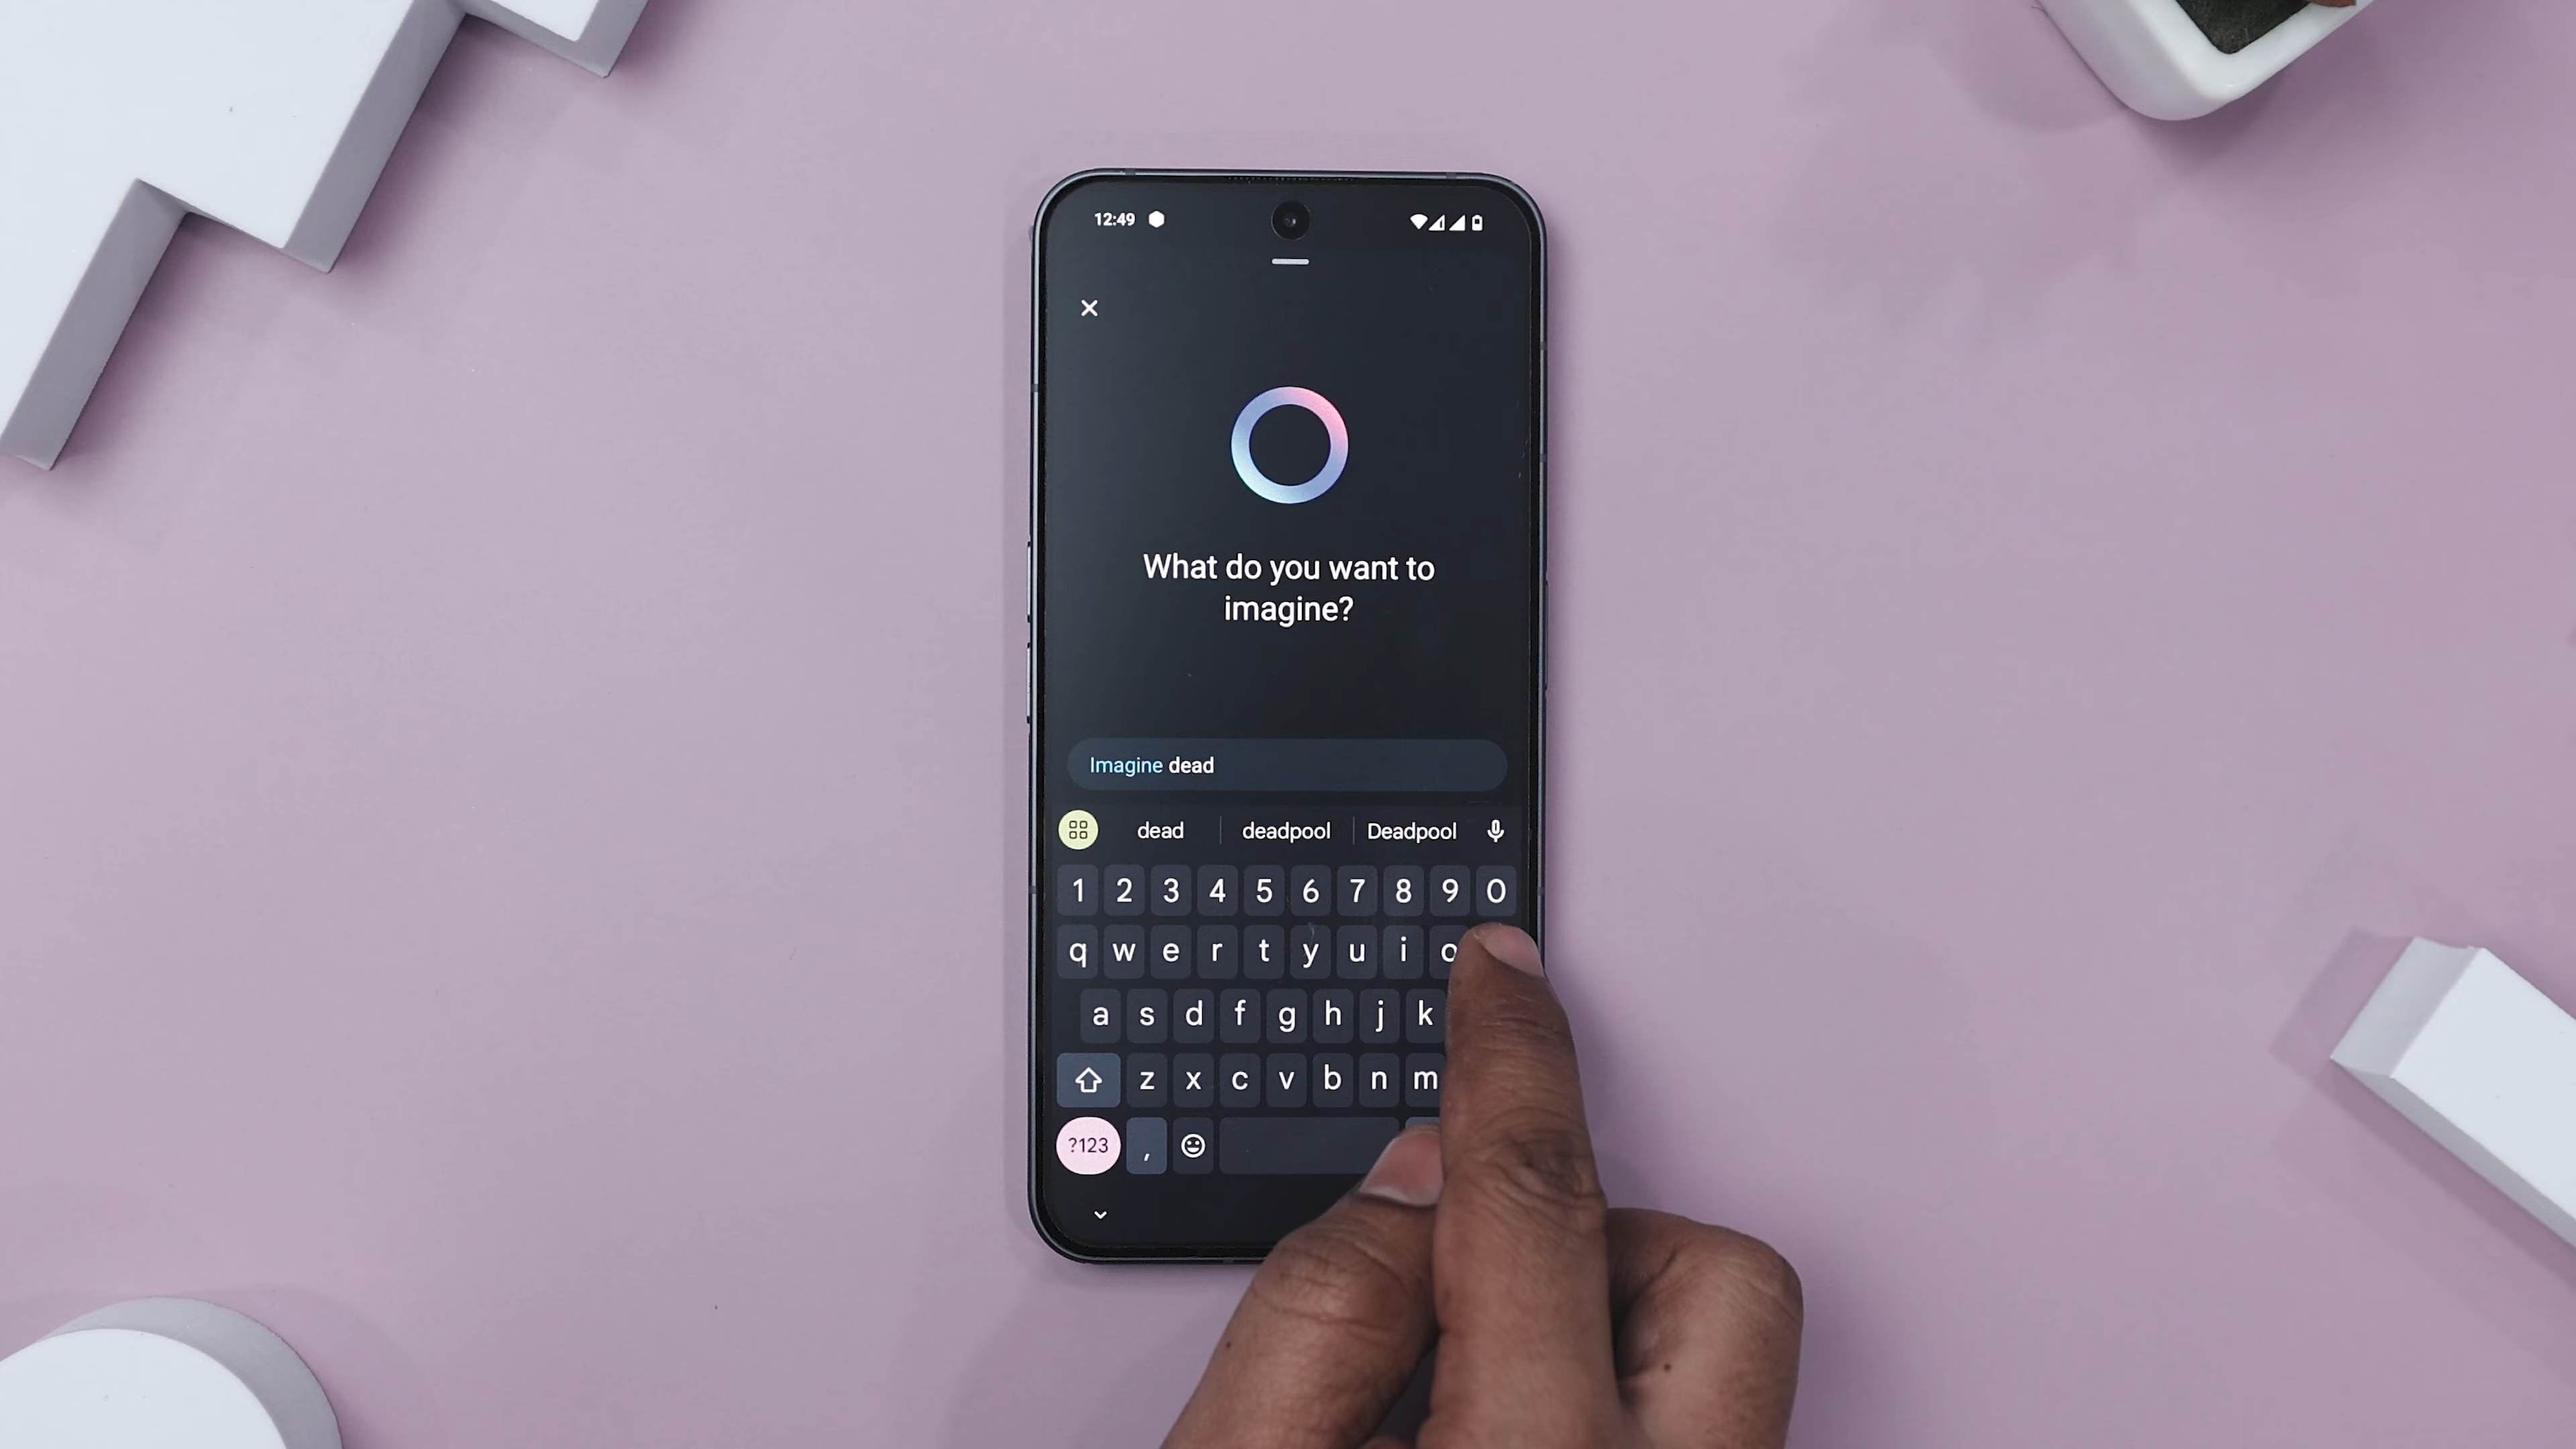 12:49
What do you want to
imagine?
Imagine dead
dead deadpool Deadpool
1 2 3 4 5 6 7 8 9 0
q w e r t y u i o
a s d f g h j k
z x c v b n m
?123 ,